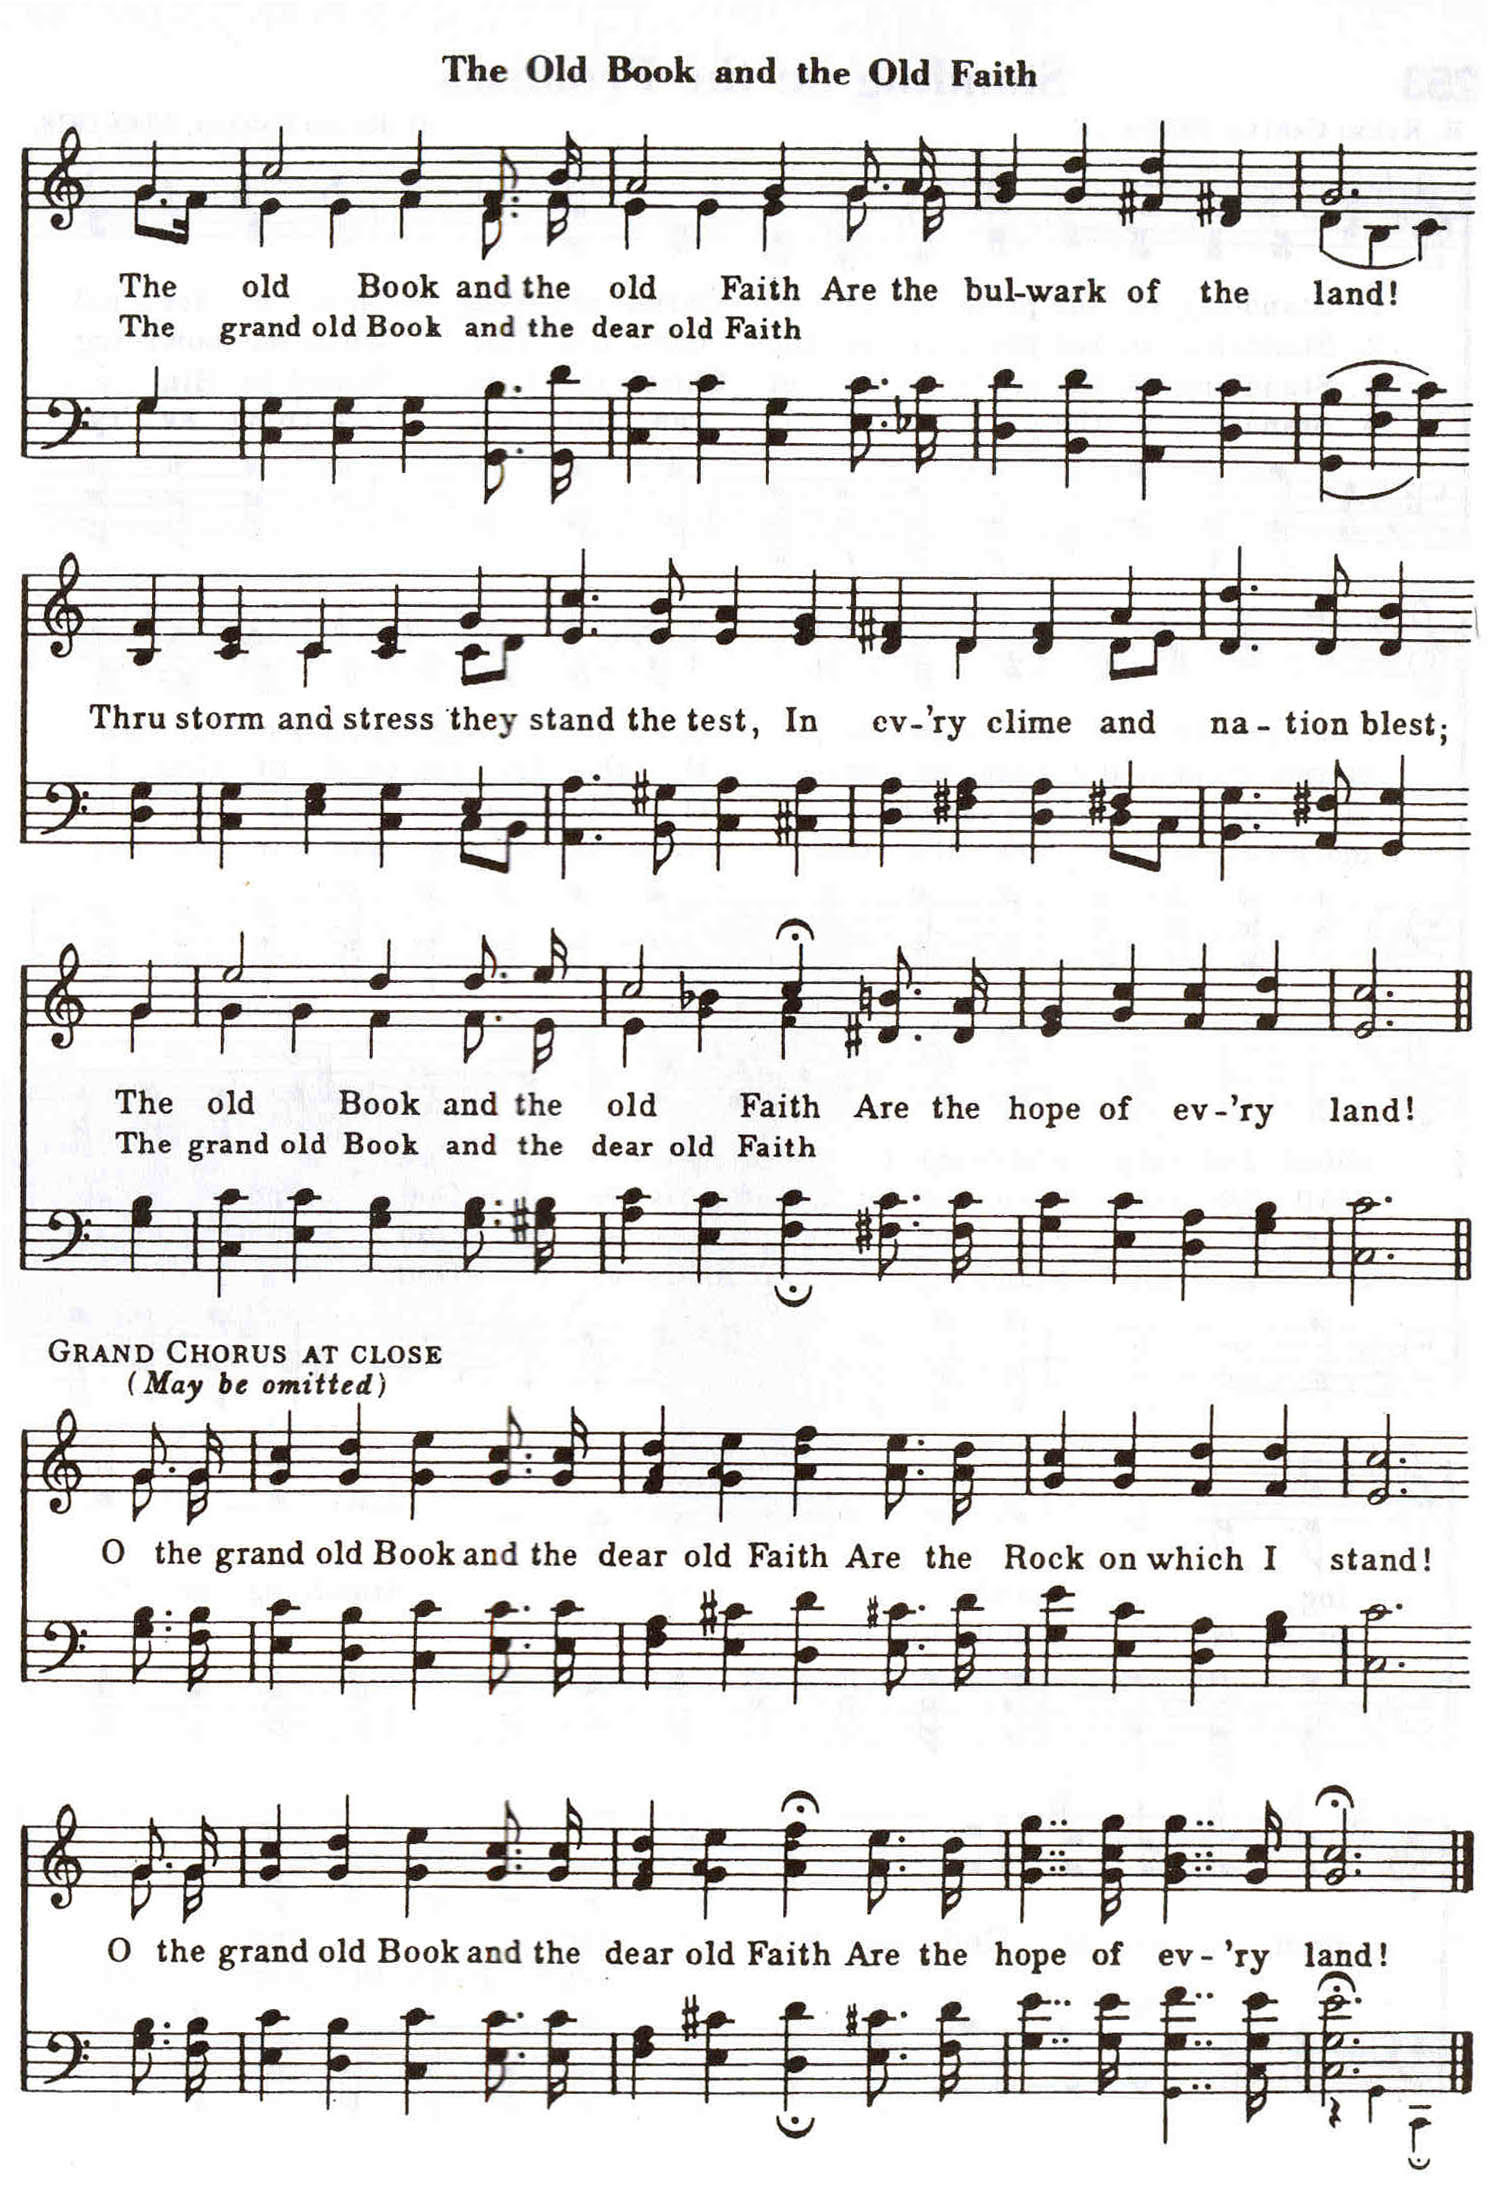 The Old Book and the Old Faith
The old Book and the old Faith Are the bul-wark of the land!
The grand old Book and the dear old Faith
Thru storm and stress they stand the test, In ev-'ry clime and na - tion blest;
The old Book and the old Faith Are the hope of ev-'ry land!
The grand old Book and the dear old Faith
GRAND CHORUS AT CLOSE
(May be omitted)
O the grand old Book and the dear old Faith Are the Rock on which I stand!
O the grand old Book and the dear old Faith Are the hope of ev - 'ry land!